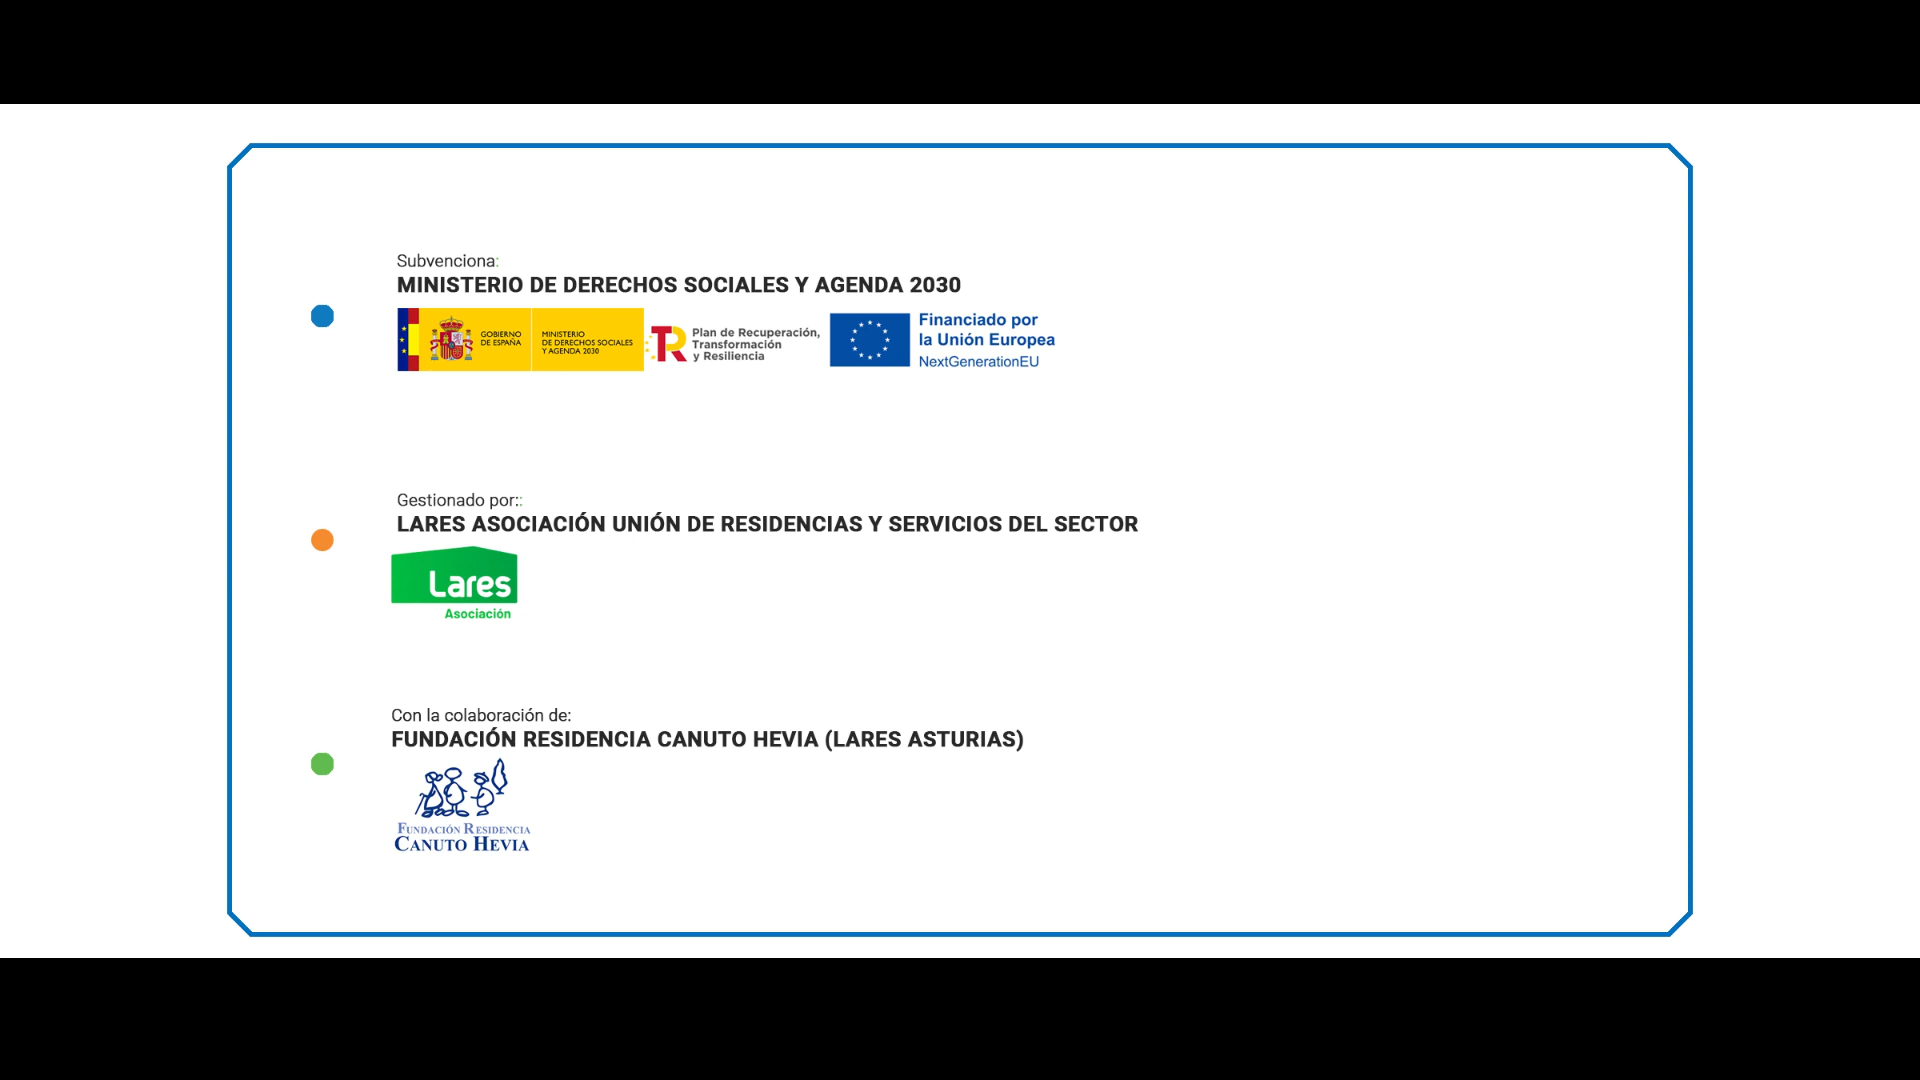 Subvenciona:
MINISTERIO DE DERECHOS SOCIALES Y AGENDA 2030
GOBIERNO
DE ESPAÑA
MINISTERIO
DE DERECHOS SOCIALES
Y AGENDA 2030
TR
Plan de Recuperación,
Transformación
y Resiliencia
Financiado por
la Unión Europea
NextGenerationEU
Gestionado por::
LARES ASOCIACIÓN UNIÓN DE RESIDENCIAS Y SERVICIOS DEL SECTOR
Lares
Asociación
Con la colaboración de:
FUNDACIÓN RESIDENCIA CANUTO HEVIA (LARES ASTURIAS)
FUNDACIÓN RESIDENCIA
CANUTO HEVIA